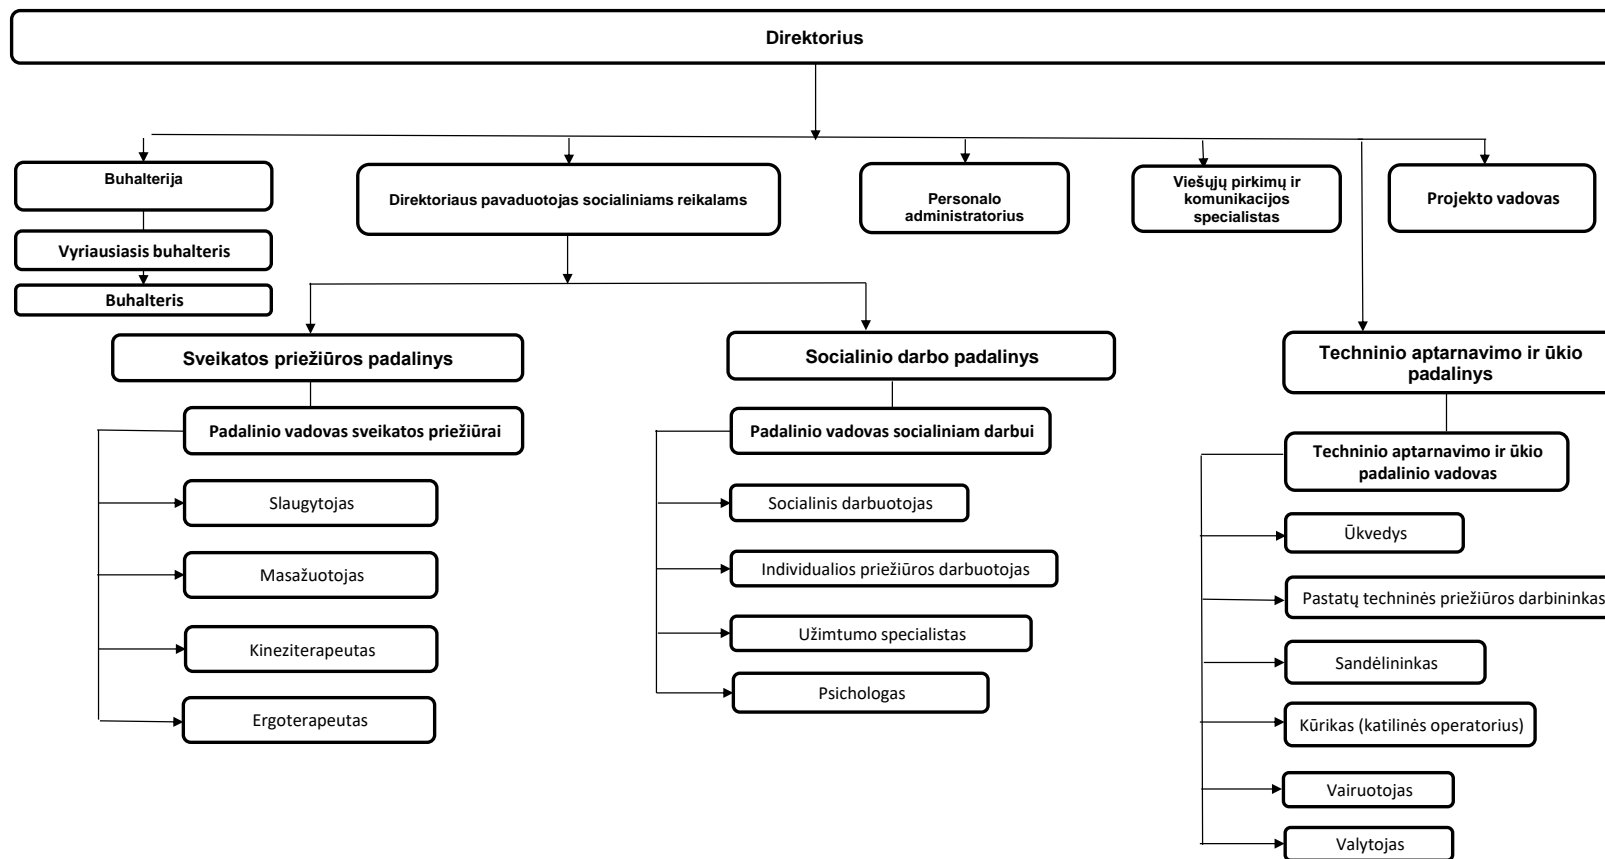 Direktorius
Buhalterija
Vyriausiasis buhalteris
Buhalteris
Direktoriaus pavaduotojas socialiniams reikalams
Personalo
administratorius
Viešųjų pirkimų ir
komunikacijos
specialistas
Projekto vadovas
Sveikatos priežiūros padalinys
Padalinio vadovas sveikatos priežiūrai
Slaugytojas
Masažuotojas
Kineziterapeutas
Ergoterapeutas
Socialinio darbo padalinys
Padalinio vadovas socialiniam darbui
Socialinis darbuotojas
Individualios priežiūros darbuotojas
Užimtumo specialistas
Psichologas
Techninio aptarnavimo ir ūkio
padalinys
Techninio aptarnavimo ir ūkio
padalinio vadovas
Ūkvedys
Pastatų techninės priežiūros darbininkas
Sandėlininkas
Kūrikas (katilinės operatorius)
Vairuotojas
Valytojas